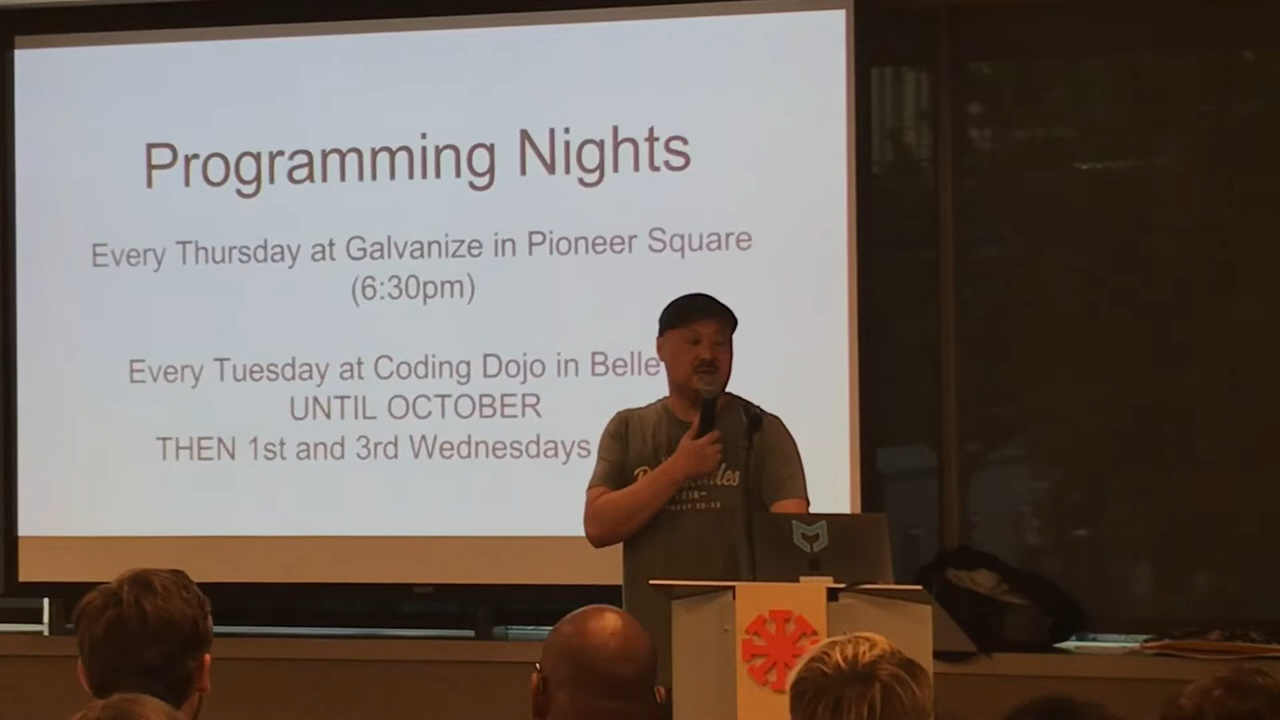 Programming Nights
Every Thursday at Galvanize in Pioneer Square
(6:30pm)
Every Tuesday at Coding Dojo in Belle
UNTIL OCTOBER
THEN 1st and 3rd Wednesdays